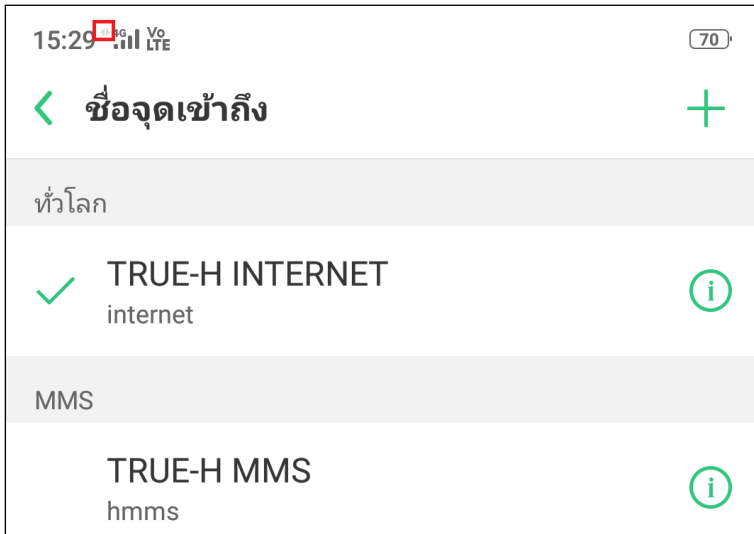 15:29 4G Vo LTE 70
ชื่อจุดเข้าถึง
ทั่วโลก
TRUE-H INTERNET
internet
MMS
TRUE-H MMS
hmms